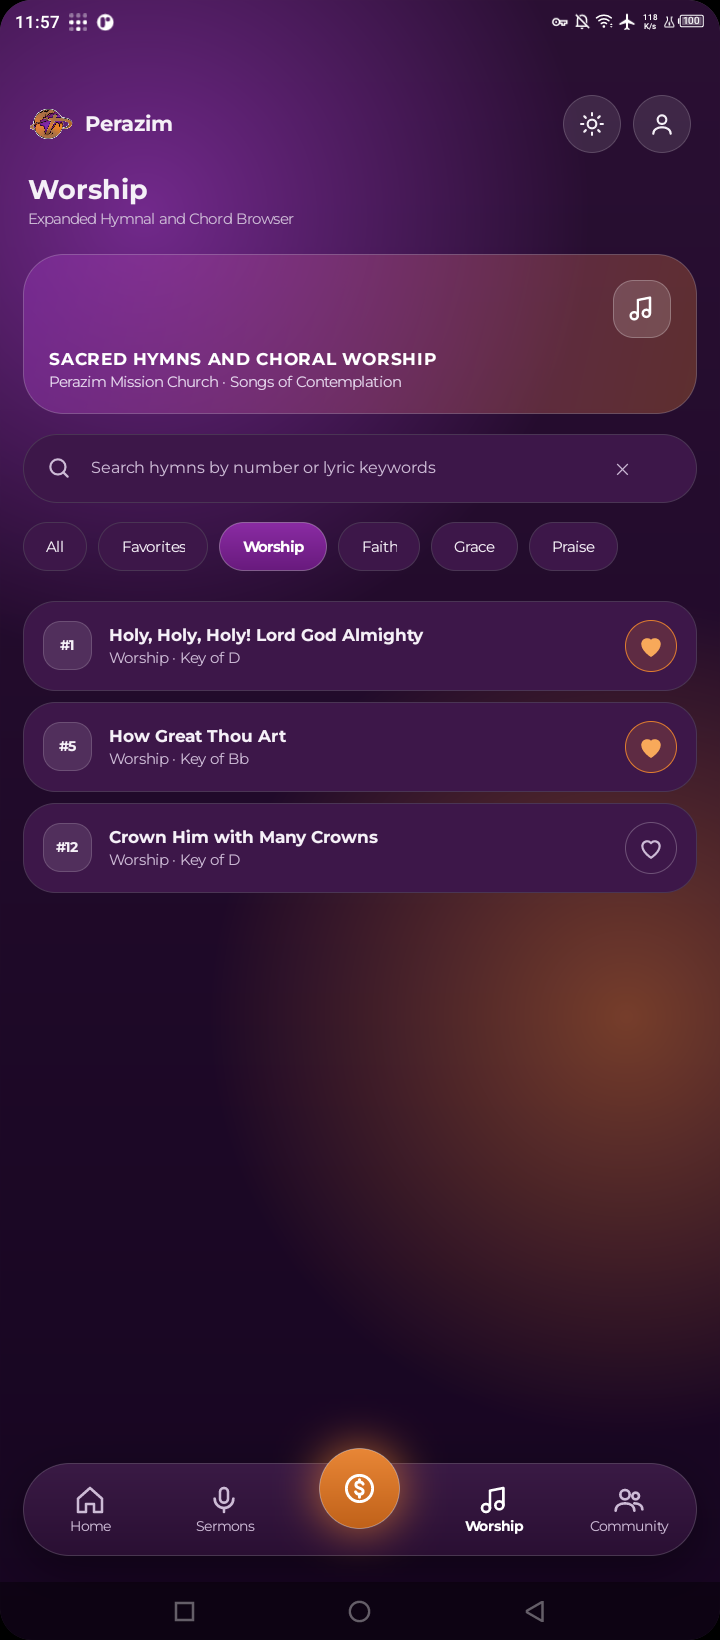 11:57
118
K/s
100
Perazim
Worship
Expanded Hymnal and Chord Browser
SACRED HYMNS AND CHORAL WORSHIP
Perazim Mission Church · Songs of Contemplation
Search hymns by number or lyric keywords
All Favorites Worship Faith Grace Praise
#1
Holy, Holy, Holy! Lord God Almighty
Worship · Key of D
#5
How Great Thou Art
Worship · Key of Bb
#12
Crown Him with Many Crowns
Worship · Key of D
Home Sermons $ Worship Community